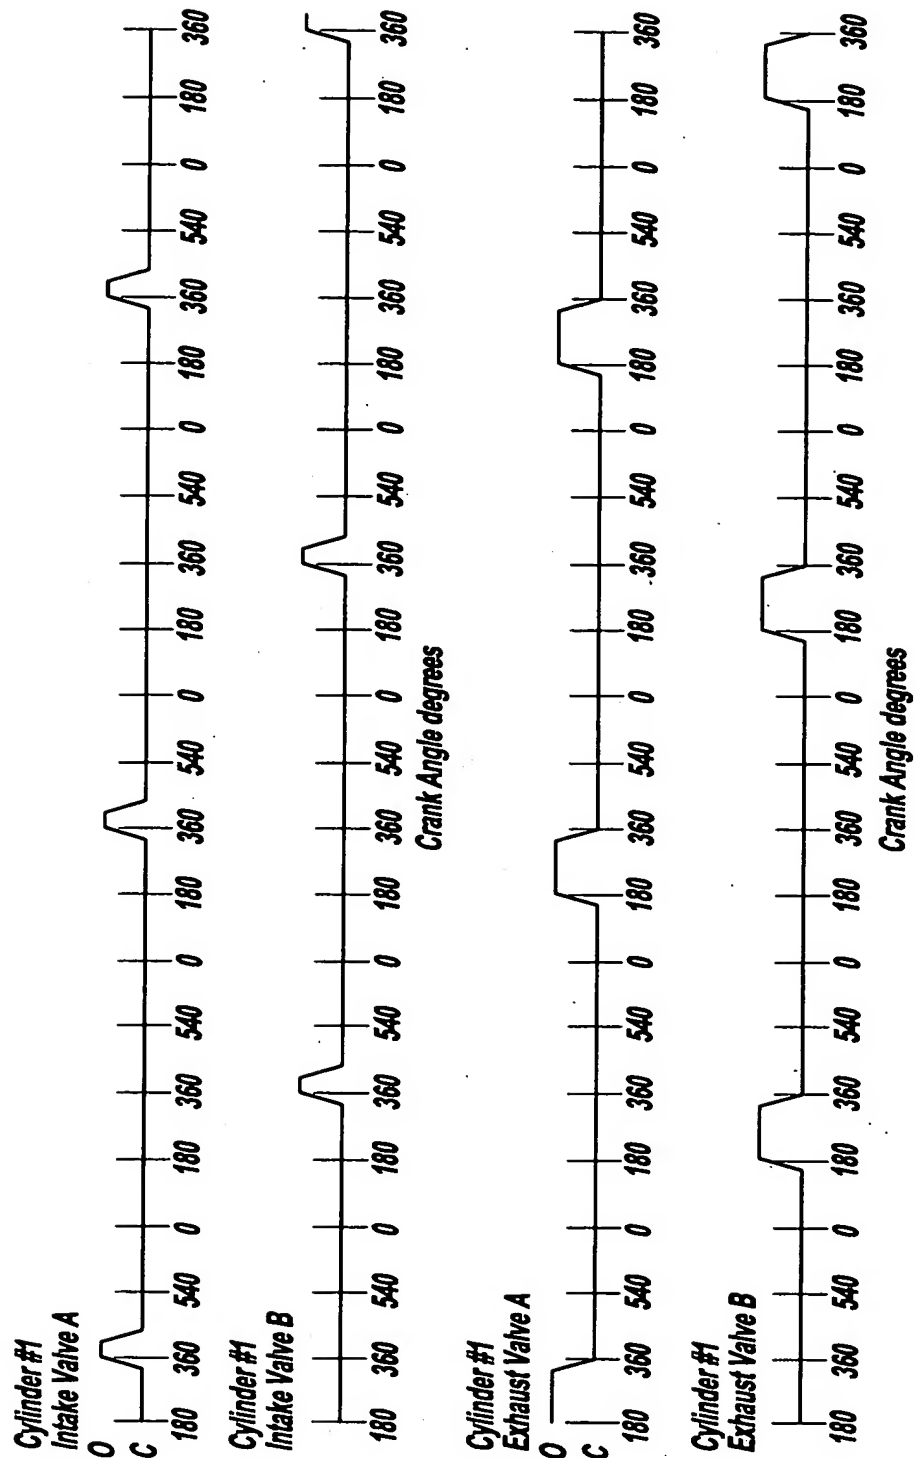 Cylinder #1
Intake Valve A
O
C
180 360 540 0 180 360 540 0 180 360 540 0 180 360 540 0 180 360
Cylinder #1
Intake Valve B
180 360 540 0 180 360 540 0 180 360 540 0 180 360 540 0 180 360
Crank Angle degrees
Cylinder #1
Exhaust Valve A
O
C
180 360 540 0 180 360 540 0 180 360 540 0 180 360 540 0 180 360
Cylinder #1
Exhaust Valve B
180 360 540 0 180 360 540 0 180 360 540 0 180 360 540 0 180 360
Crank Angle degrees